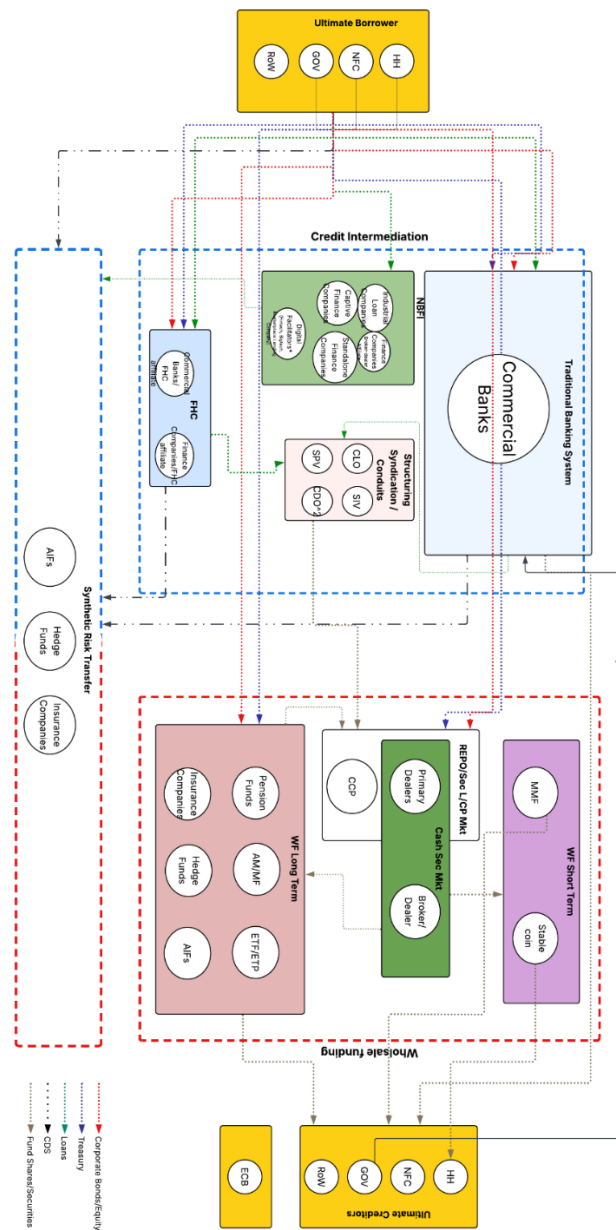 Ultimate Borrower
HH
NFC
GOV
RoW
Credit Intermediation
Traditional Banking System
Commercial
Banks
NBFI
Industrial
Loan
Companies
Captive
Finance
Companies
Finance
Companies
Standalone
Finance
Companies
Digital
Facilitators*
Structuring
Syndication /
Conduits
CLO
SIV
SPV
CDO^2
FHC
Commercial
Banks/
FHC
affiliate
Finance
Companies/FHC
affiliate
Synthetic Risk Transfer
AIFs
Hedge
Funds
Insurance
Companies
Wholesale funding
WF Short Term
MMF
Stable
coin
REPO/Sec L/CP Mkt
Cash Sec Mkt
Primary
Dealers
Broker/
Dealer
CCP
WF Long Term
Pension
Funds
AM/MF
ETF/ETP
Insurance
Companies
Hedge
Funds
AIFs
Ultimate Creditors
HH
NFC
GOV
RoW
ECB
Corporate Bonds/Equity
Treasury
Loans
CDS
Fund Shares/Securities